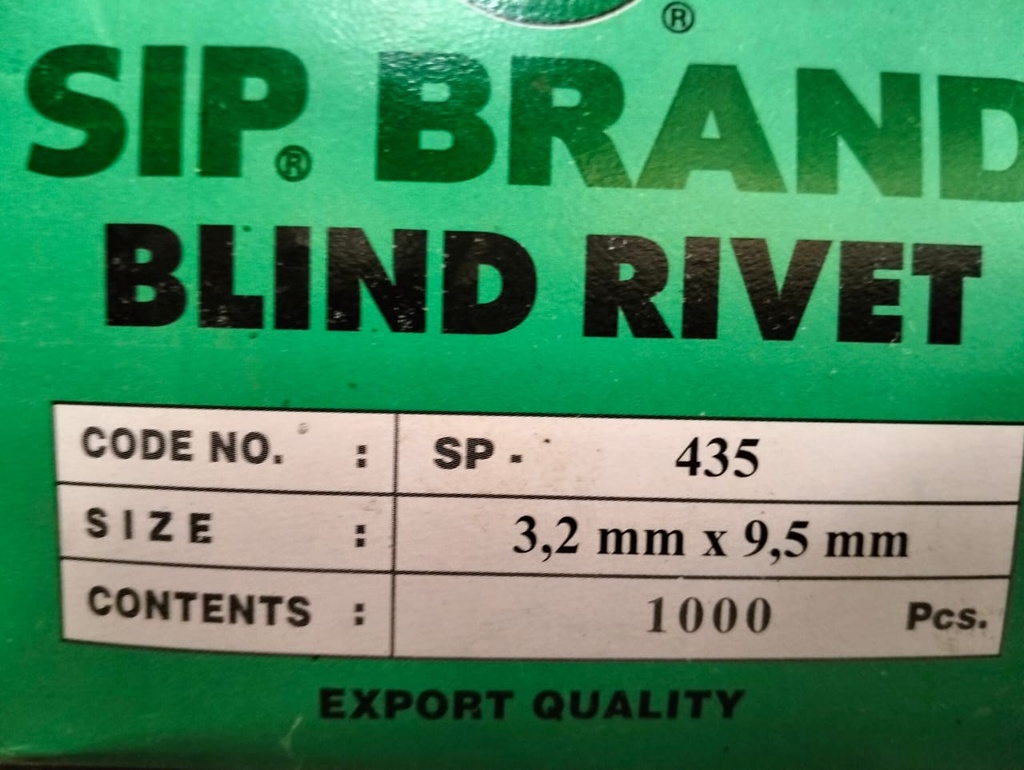 ®
SIP® BRAND
BLIND RIVET
CODE NO. : SP - 435
SIZE : 3,2 mm x 9,5 mm
CONTENTS : 1000 Pcs.
EXPORT QUALITY